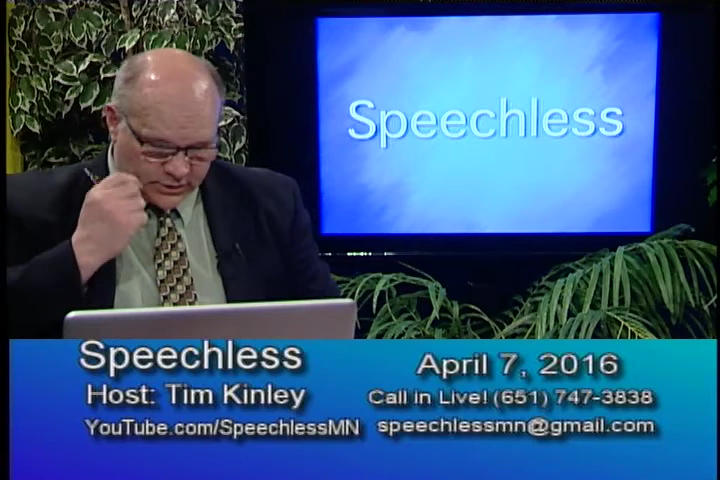 Speechless
Speechless
Host: Tim Kinley
YouTube.com/SpeechlessMN
April 7, 2016
Call in Live! (651) 747-3838
speechlessmn@gmail.com